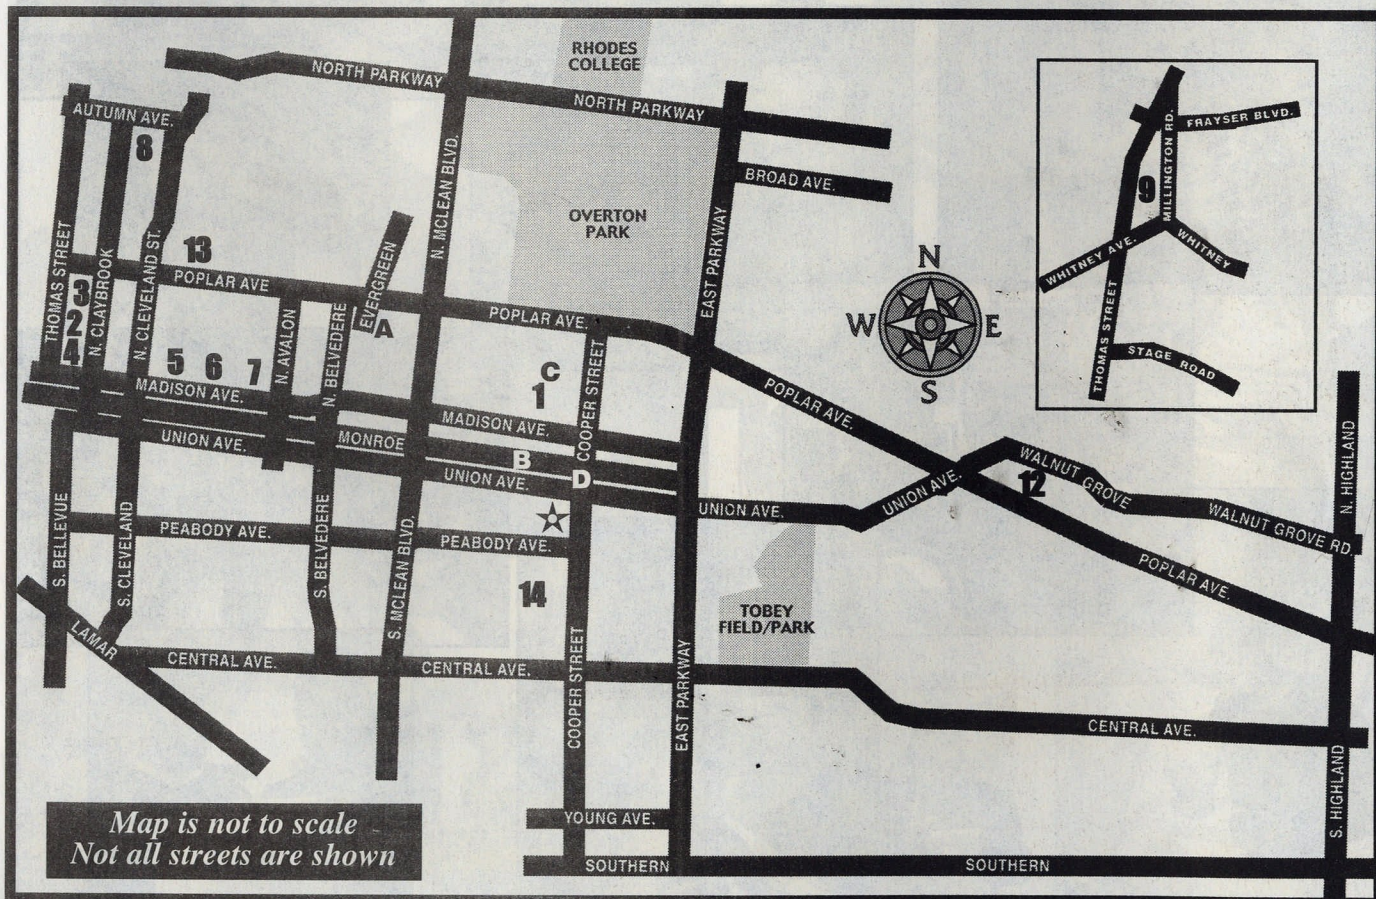 RHODES
COLLEGE
NORTH PARKWAY
NORTH PARKWAY
AUTUMN AVE.
8
N. MCLEAN BLVD.
BROAD AVE.
OVERTON
PARK
EAST PARKWAY
FRAYSER BLVD.
MILLINGTON RD.
9
WHITNEY AVE.
WHITNEY
THOMAS STREET
STAGE ROAD
N
W
E
S
THOMAS STREET
N. CLAYBROOK
N. CLEVELAND ST.
13
POPLAR AVE
EVERGREEN
A
POPLAR AVE.
3
2
4
5
6
7
N. AVALON
N. BELVEDERE
C
1
COOPER STREET
POPLAR AVE.
MADISON AVE.
MADISON AVE.
UNION AVE.
MONROE
B
UNION AVE.
D
UNION AVE.
UNION AVE.
WALNUT GROVE
12
WALNUT GROVE RD.
N. HIGHLAND
POPLAR AVE.
S. BELLEVUE
S. CLEVELAND
PEABODY AVE.
S. BELVEDERE
S. MCLEAN BLVD.
PEABODY AVE.
14
TOBEY
FIELD/PARK
LAMAR
CENTRAL AVE.
CENTRAL AVE.
COOPER STREET
EAST PARKWAY
CENTRAL AVE.
S. HIGHLAND
Map is not to scale
Not all streets are shown
YOUNG AVE.
SOUTHERN
SOUTHERN